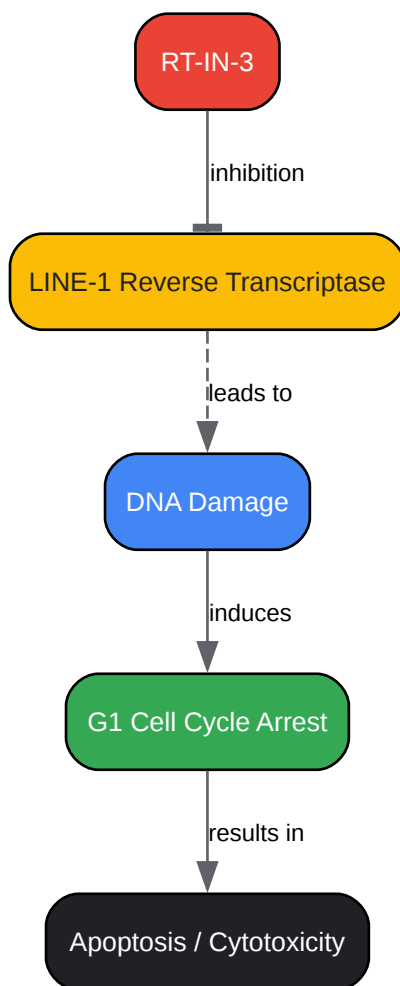 RT-IN-3
inhibition
LINE-1 Reverse Transcriptase
leads to
DNA Damage
induces
G1 Cell Cycle Arrest
results in
Apoptosis / Cytotoxicity